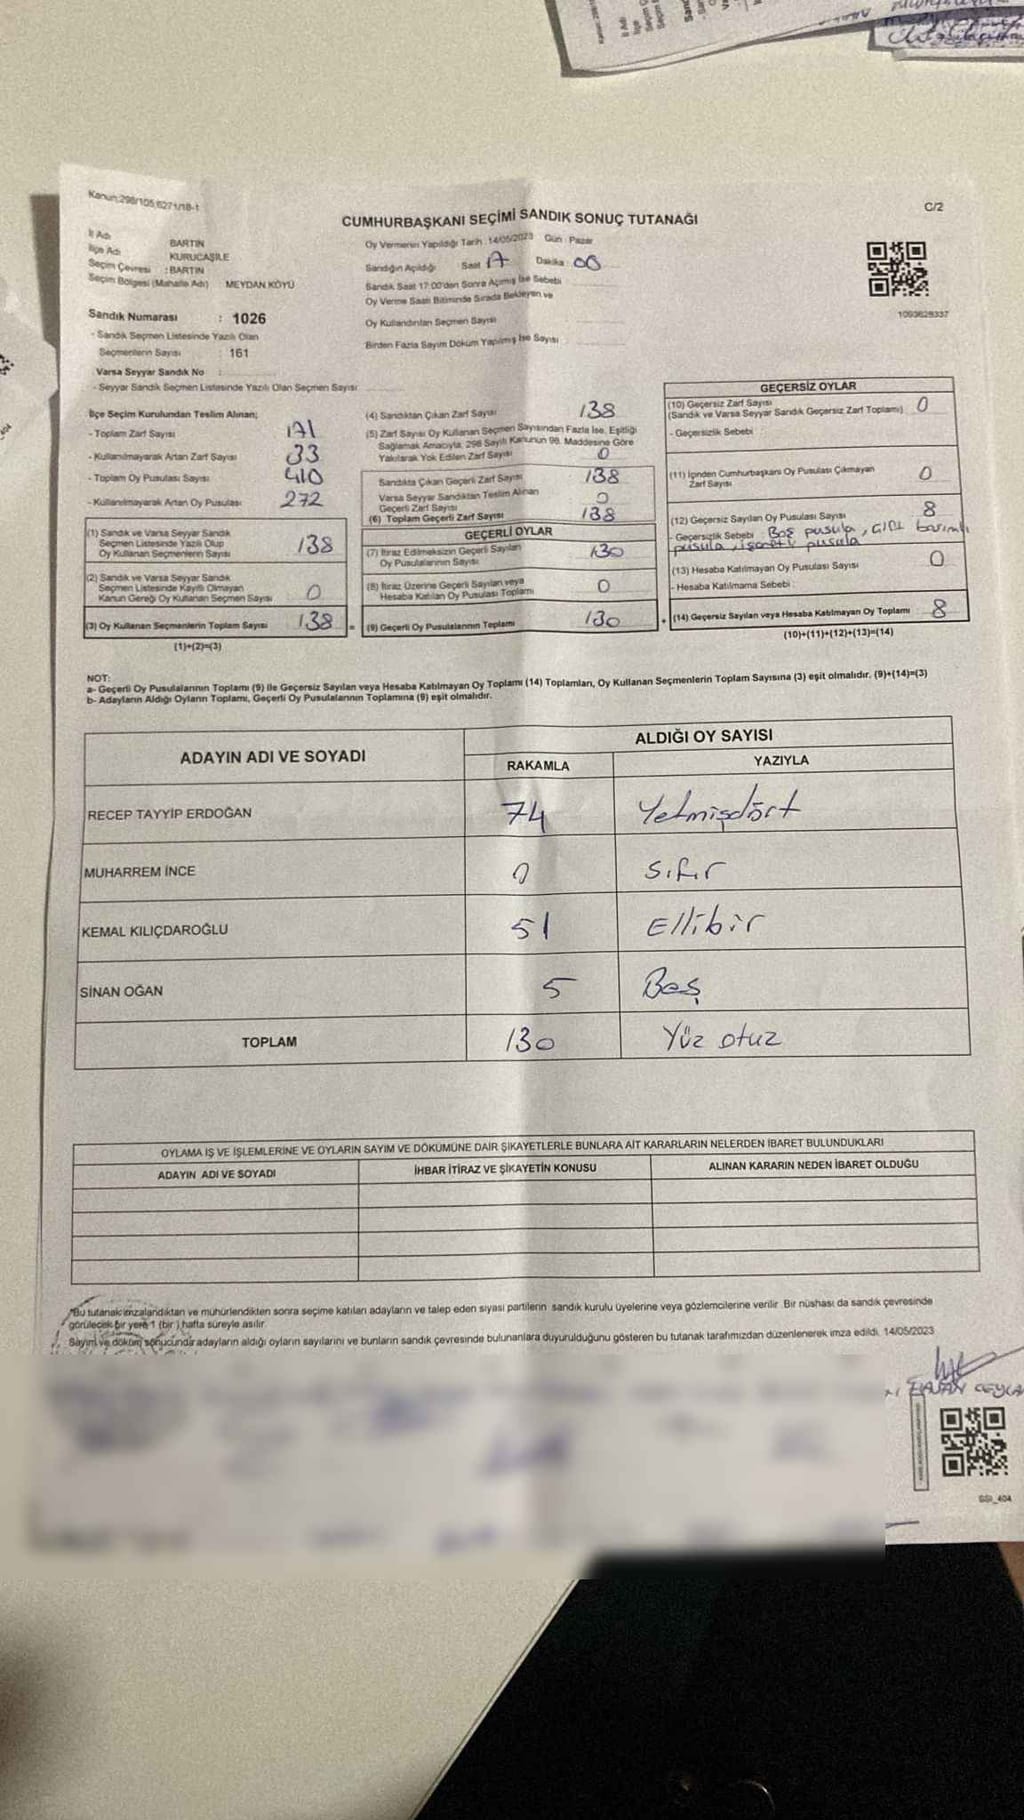 Kanun:298/105;6271/18-1
C/2
CUMHURBAŞKANI SEÇİMİ SANDIK SONUÇ TUTANAĞI
İl Adı BARTIN
İlçe Adı KURUCAŞİLE
Seçim Çevresi : BARTIN
Seçim Bölgesi (Mahalle Adı) MEYDAN KÖYÜ
Sandık Numarası : 1026
- Sandık Seçmen Listesinde Yazılı Olan
Seçmenlerin Sayısı : 161
Varsa Seyyar Sandık No :
- Seyyar Sandık Seçmen Listesinde Yazılı Olan Seçmen Sayısı
Oy Vermenin Yapıldığı Tarih : 14/05/2023 Gün : Pazar
Sandığın Açıldığı Saat 17 Dakika 00
Sandık Saat 17:00'den Sonra Açılmış İse Sebebi
Oy Verme Saati Bitiminde Sırada Bekleyen ve
Oy Kullandırılan Seçmen Sayısı
Birden Fazla Sayım Döküm Yapılmış İse Sayısı :
1093628337
İlçe Seçim Kurulundan Teslim Alınan;
- Toplam Zarf Sayısı 171
- Kullanılmayarak Artan Zarf Sayısı 33
- Toplam Oy Pusulası Sayısı 410
- Kullanılmayarak Artan Oy Pusulası 272
(1) Sandık ve Varsa Seyyar Sandık
Seçmen Listesinde Yazılı Olup
Oy Kullanan Seçmenlerin Sayısı 138
(2) Sandık ve Varsa Seyyar Sandık
Seçmen Listesinde Kayıtlı Olmayan
Kanun Gereği Oy Kullanan Seçmen Sayısı 0
(3) Oy Kullanan Seçmenlerin Toplam Sayısı 138 =
(1)+(2)=(3)
(4) Sandıktan Çıkan Zarf Sayısı 138
(5) Zarf Sayısı Oy Kullanan Seçmen Sayısından Fazla İse, Eşitliği
Sağlamak Amacıyla, 298 Sayılı Kanunun 98. Maddesine Göre
Yakılarak Yok Edilen Zarf Sayısı 0
Sandıkta Çıkan Geçerli Zarf Sayısı 138
Varsa Seyyar Sandıktan Teslim Alınan
Geçerli Zarf Sayısı 0
(6) Toplam Geçerli Zarf Sayısı 138
GEÇERLİ OYLAR
(7) İtiraz Edilmeksizin Geçerli Sayılan
Oy Pusulasının Sayısı 130
(8) İtiraz Üzerine Geçerli Sayılan veya
Hesaba Katılan Oy Pusulası Toplamı 0
(9) Geçerli Oy Pusulalarının Toplamı 130 +
GEÇERSİZ OYLAR
(10) Geçersiz Zarf Sayısı
(Sandık ve Varsa Seyyar Sandık Geçersiz Zarf Toplamı) 0
- Geçersizlik Sebebi :
(11) İçinden Cumhurbaşkanı Oy Pusulası Çıkmayan
Zarf Sayısı 0
(12) Geçersiz Sayılan Oy Pusulası Sayısı 8
- Geçersizlik Sebebi Boş pusula, çift basımlı
pusula, işaretli pusula
(13) Hesaba Katılmayan Oy Pusulası Sayısı 0
- Hesaba Katılmama Sebebi :
(14) Geçersiz Sayılan veya Hesaba Katılmayan Oy Toplamı 8
(10)+(11)+(12)+(13)=(14)
NOT:
a- Geçerli Oy Pusulalarının Toplamı (9) ile Geçersiz Sayılan veya Hesaba Katılmayan Oy Toplamı (14) Toplamları, Oy Kullanan Seçmenlerin Toplam Sayısına (3) eşit olmalıdır. (9)+(14)=(3)
b- Adayların Aldığı Oyların Toplamı, Geçerli Oy Pusulalarının Toplamına (9) eşit olmalıdır.
ADAYIN ADI VE SOYADI
ALDIĞI OY SAYISI
RAKAMLA YAZIYLA
RECEP TAYYİP ERDOĞAN 74 Yetmişdört
MUHARREM İNCE 0 Sıfır
KEMAL KILIÇDAROĞLU 51 Ellibir
SİNAN OĞAN 5 Beş
TOPLAM 130 Yüz otuz
OYLAMA İŞ VE İŞLEMLERİNE VE OYLARIN SAYIM VE DÖKÜMÜNE DAİR ŞİKAYETLERLE BUNLARA AİT KARARLARIN NELERDEN İBARET BULUNDUKLARI
ADAYIN ADI VE SOYADI İHBAR İTİRAZ VE ŞİKAYETİN KONUSU ALINAN KARARIN NEDEN İBARET OLDUĞU
*Bu tutanak imzalandıktan ve mühürlendikten sonra seçime katılan adayların ve talep eden siyasi partilerin sandık kurulu üyelerine veya gözlemcilerine verilir. Bir nüshası da sandık çevresinde
görülecek bir yere 1 (bir) hafta süreyle asılır.
Sayım ve döküm sonucundır adayların aldığı oyların sayılarını ve bunların sandık çevresinde bulunanlara duyurulduğunu gösteren bu tutanak tarafımızdan düzenlenerek imza edildi. 14/05/2023
SSI_404